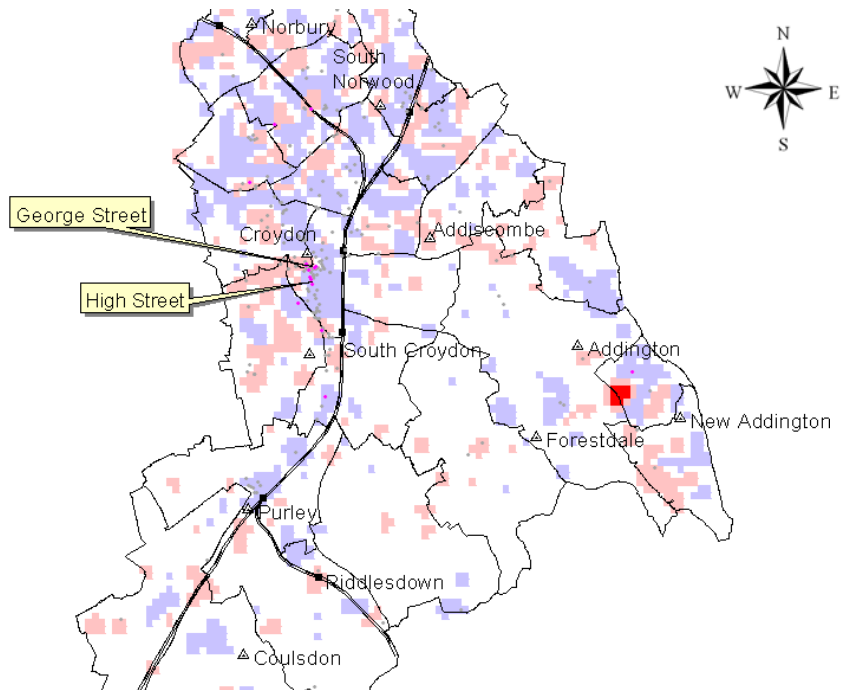 Norbury
N
South
Norwood
W
E
S
George Street
Croydon
Addiscombe
High Street
South Croydon
Addington
New Addington
Forestdale
Purley
Riddlesdown
Coulsdon